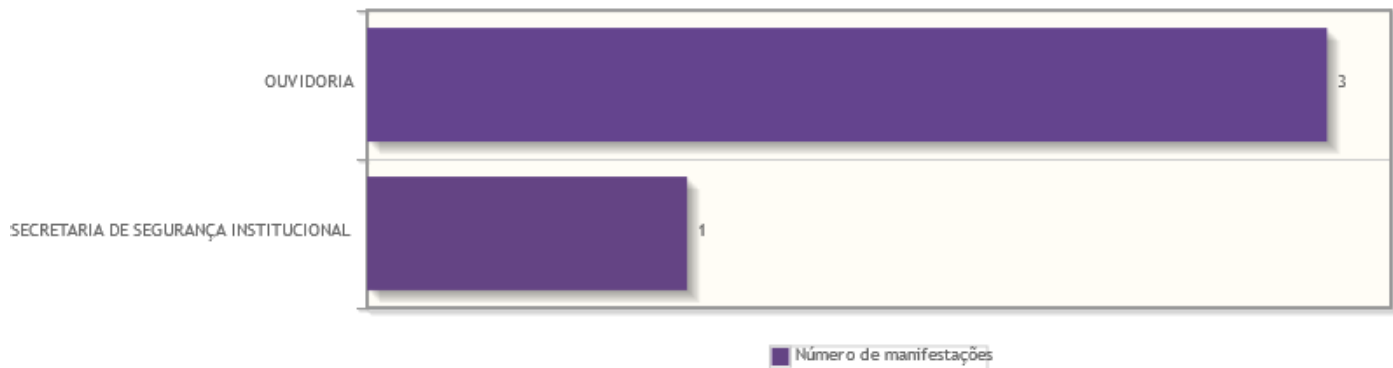 OUVIDORIA
3
SECRETARIA DE SEGURANÇA INSTITUCIONAL
1
Número de manifestações